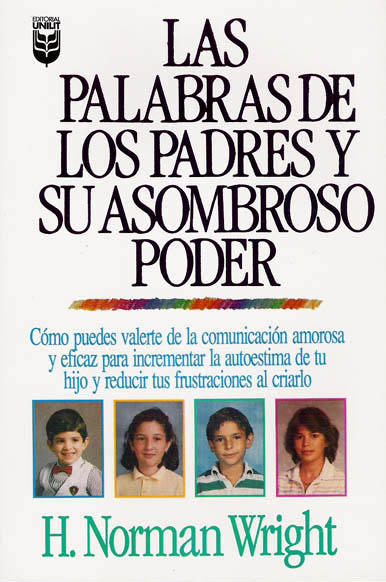 EDITORIAL
UNILIT
LAS
PALABRAS DE
LOS PADRES Y
SU ASOMBROSO
PODER
Cómo puedes valerte de la comunicación amorosa
y eficaz para incrementar la autoestima de tu
hijo y reducir tus frustraciones al criarlo
H. Norman Wright